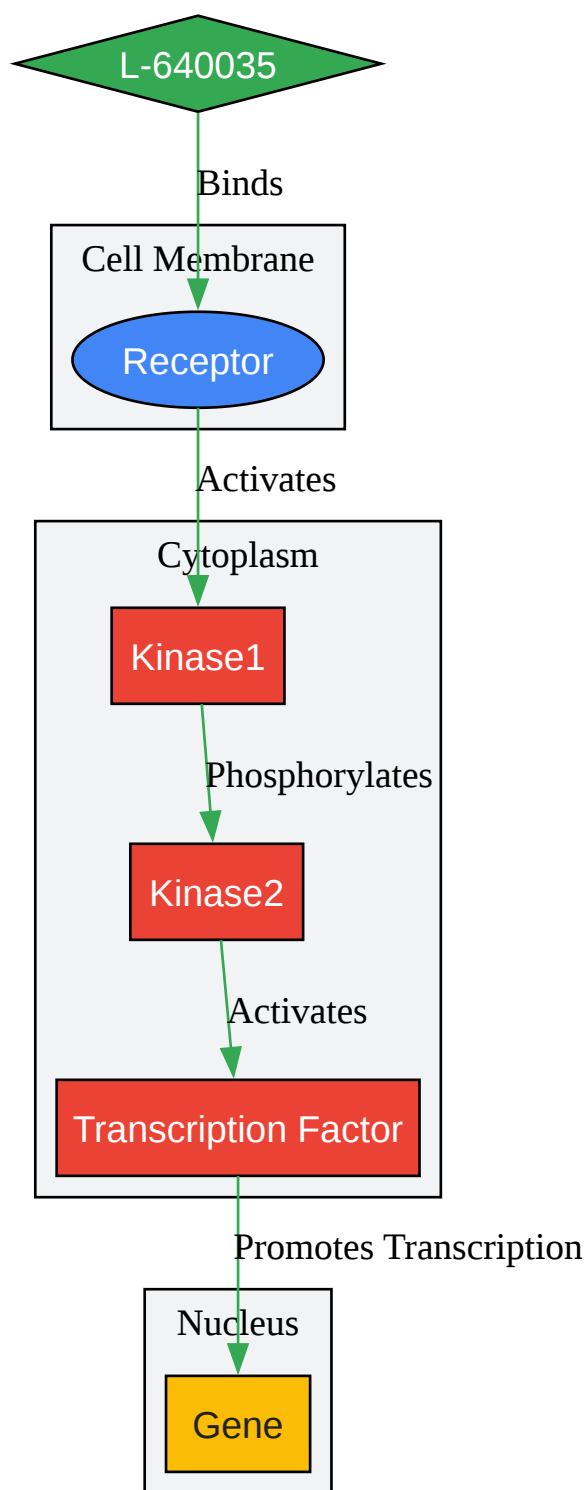 L-640035
Binds
Cell Membrane
Receptor
Activates
Cytoplasm
Kinase1
Phosphorylates
Kinase2
Activates
Transcription Factor
Promotes Transcription
Nucleus
Gene